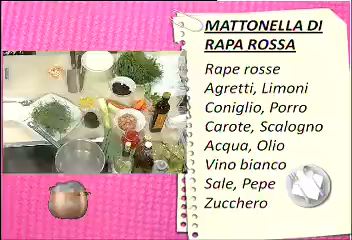 MATTONELLA DI
RAPA ROSSA
Rape rosse
Agretti, Limoni
Coniglio, Porro
Carote, Scalogno
Acqua, Olio
Vino bianco
Sale, Pepe
Zucchero